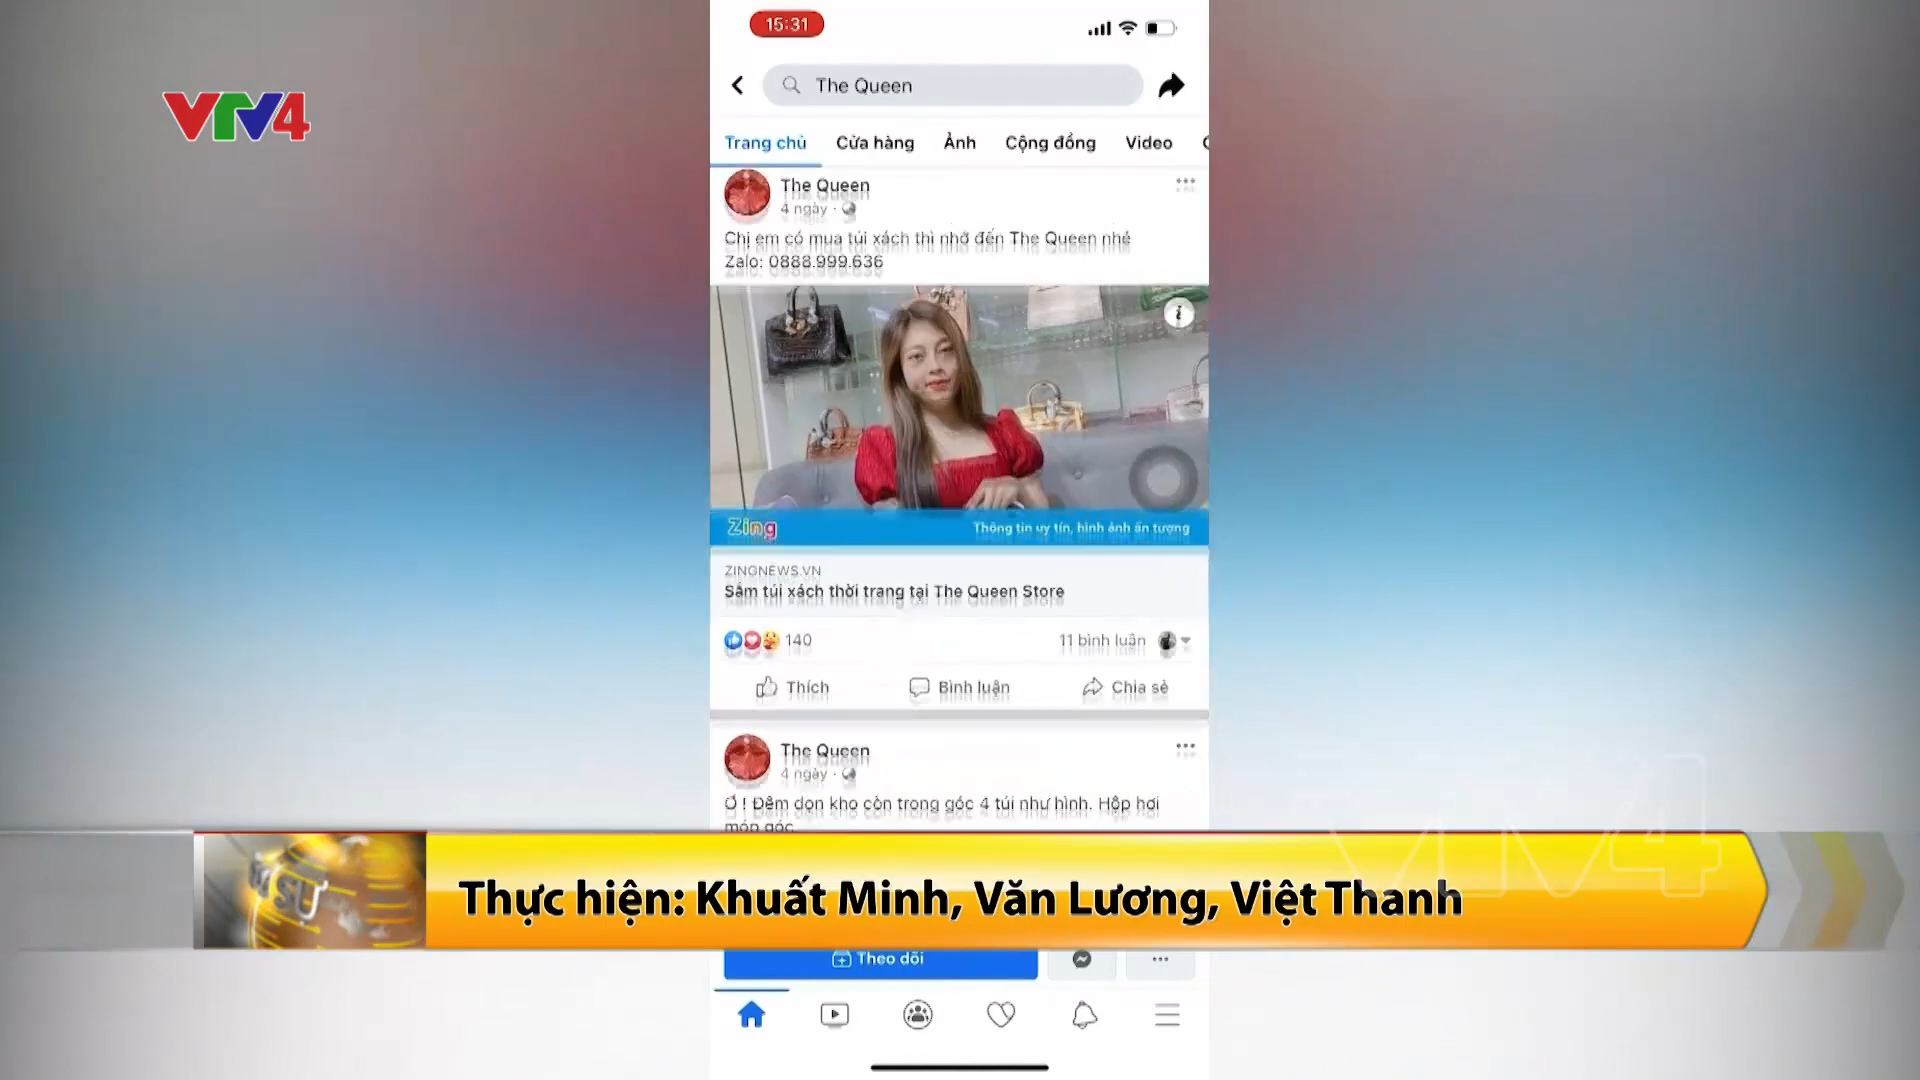 15:31
VTV4
The Queen
Trang chủ Cửa hàng Ảnh Cộng đồng Video
The Queen
4 ngày
Chị em có mua túi xách thì nhớ đến The Queen nhé
Zalo: 0888.999.636
Zing Thông tin uy tín, hình ảnh ấn tượng
ZINGNEWS.VN
Sắm túi xách thời trang tại The Queen Store
140 11 bình luận
Thích Bình luận Chia sẻ
The Queen
4 ngày
Ơ ! Đêm dọn kho còn trong góc 4 túi như hình. Hộp hơi
móp góc
VTV4
Thực hiện: Khuất Minh, Văn Lương, Việt Thanh
Theo dõi